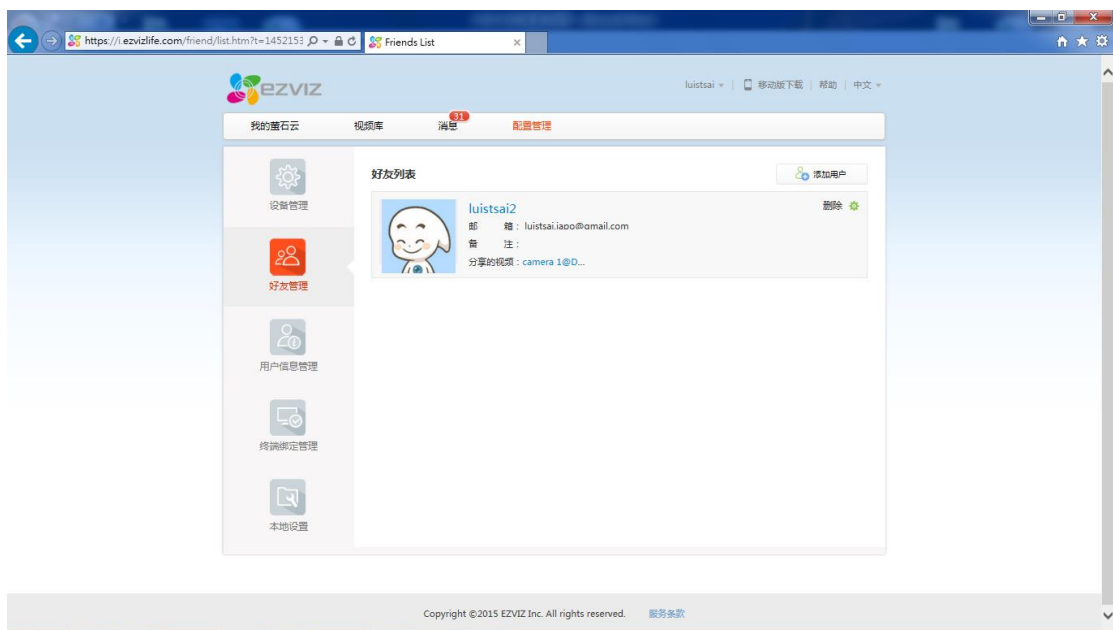 https://i.ezvizlife.com/friend/list.htm?t=1452153
Friends List
ezviz
luistsai 移动版下载 帮助 中文
我的萤石云 视频库 消息 31 配置管理
设备管理
好友管理
用户信息管理
终端绑定管理
本地设置
好友列表 添加用户
luistsai2 删除
邮 箱：luistsai.iapo@gmail.com
备 注：
分享的视频：camera 1@D...
Copyright ©2015 EZVIZ Inc. All rights reserved. 服务条款